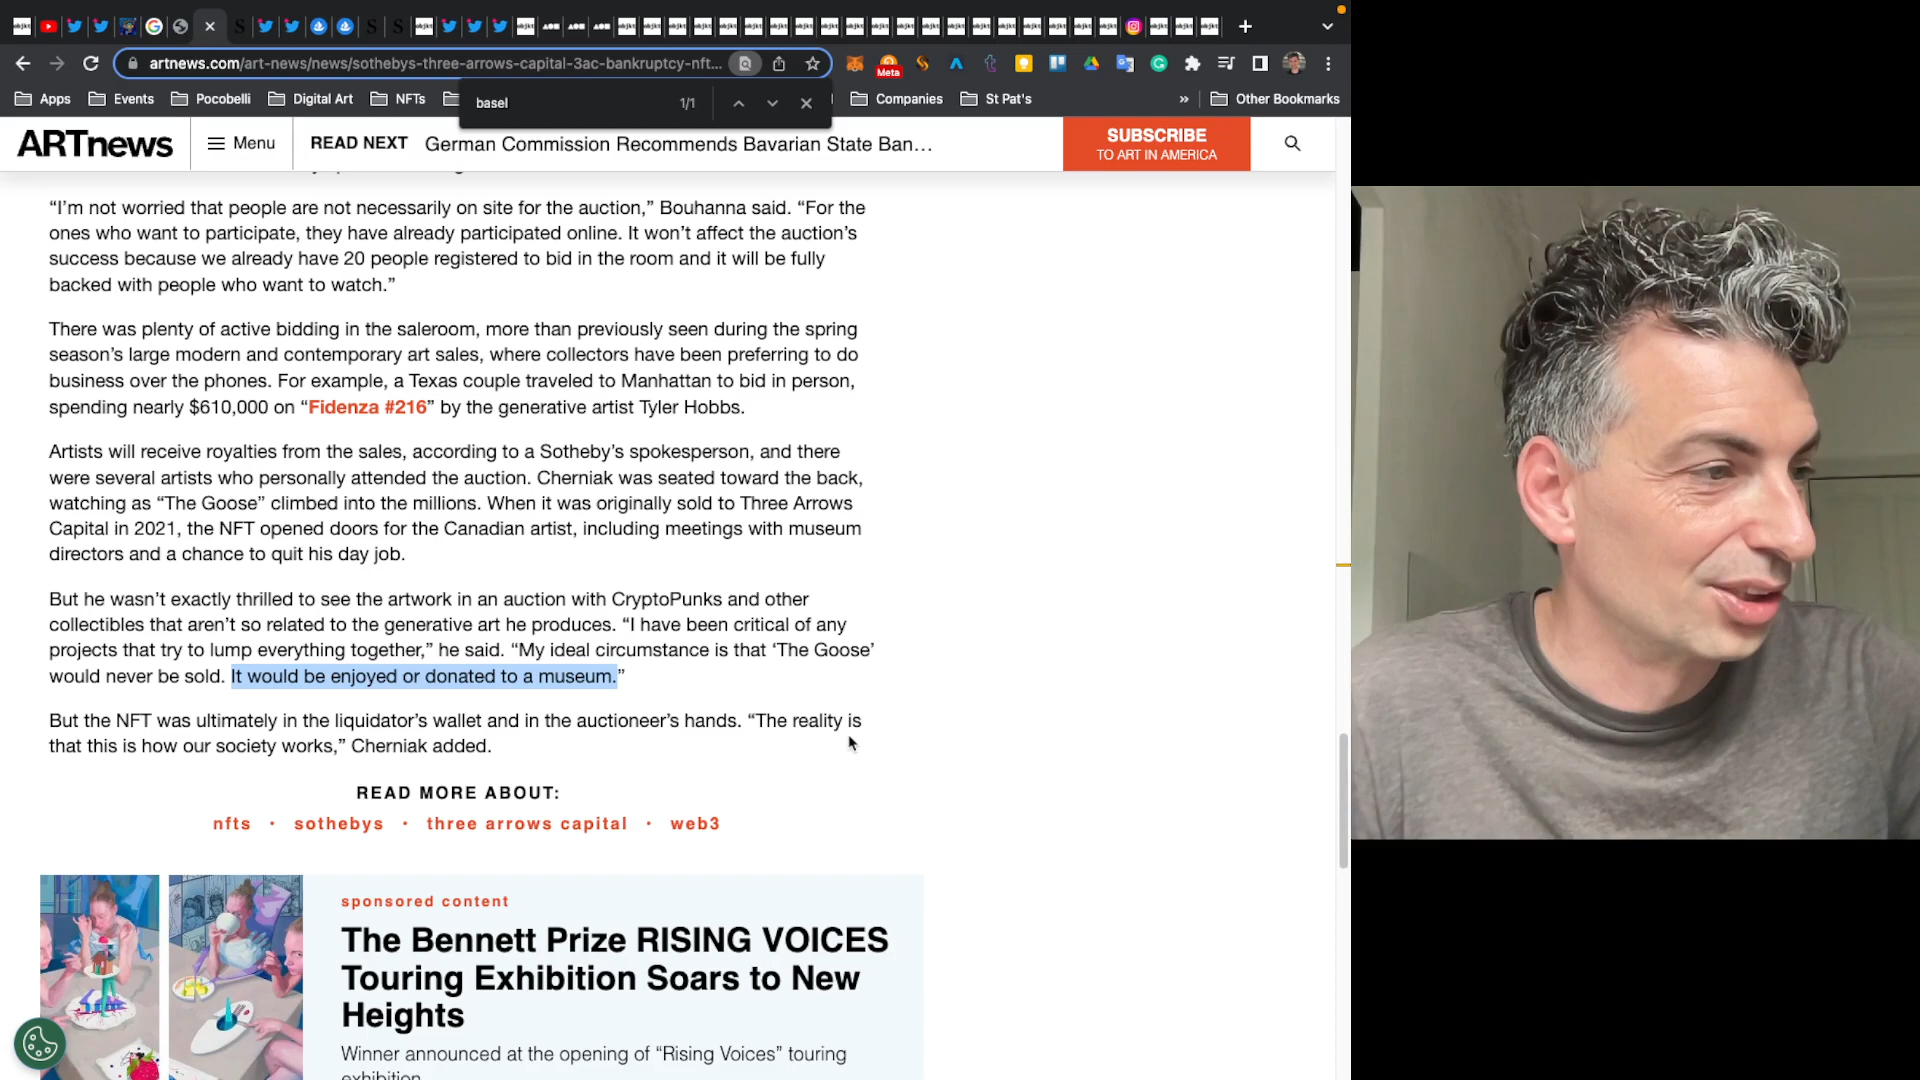 artnews.com/art-news/news/sothebys-three-arrows-capital-3ac-bankruptcy-nft...
Meta
Apps
Events
Pocobelli
Digital Art
NFTs
Companies
St Pat's
»
Other Bookmarks
basel
1/1
ARTnews
Menu
READ NEXT
German Commission Recommends Bavarian State Ban...
SUBSCRIBE
TO ART IN AMERICA
“I’m not worried that people are not necessarily on site for the auction,” Bouhanna said. “For the
ones who want to participate, they have already participated online. It won’t affect the auction’s
success because we already have 20 people registered to bid in the room and it will be fully
backed with people who want to watch.”
There was plenty of active bidding in the saleroom, more than previously seen during the spring
season’s large modern and contemporary art sales, where collectors have been preferring to do
business over the phones. For example, a Texas couple traveled to Manhattan to bid in person,
spending nearly $610,000 on “Fidenza #216” by the generative artist Tyler Hobbs.
Artists will receive royalties from the sales, according to a Sotheby’s spokesperson, and there
were several artists who personally attended the auction. Cherniak was seated toward the back,
watching as “The Goose” climbed into the millions. When it was originally sold to Three Arrows
Capital in 2021, the NFT opened doors for the Canadian artist, including meetings with museum
directors and a chance to quit his day job.
But he wasn’t exactly thrilled to see the artwork in an auction with CryptoPunks and other
collectibles that aren’t so related to the generative art he produces. “I have been critical of any
projects that try to lump everything together,” he said. “My ideal circumstance is that ‘The Goose’
would never be sold. It would be enjoyed or donated to a museum.”
But the NFT was ultimately in the liquidator’s wallet and in the auctioneer’s hands. “The reality is
that this is how our society works,” Cherniak added.
READ MORE ABOUT:
nfts • sothebys • three arrows capital • web3
sponsored content
The Bennett Prize RISING VOICES
Touring Exhibition Soars to New
Heights
Winner announced at the opening of “Rising Voices” touring
exhibition